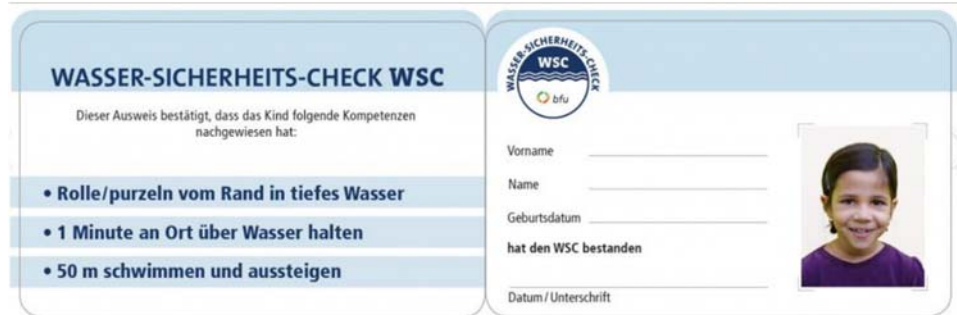 WASSER-SICHERHEITS-CHECK WSC
Dieser Ausweis bestätigt, dass das Kind folgende Kompetenzen
nachgewiesen hat:
• Rolle/purzeln vom Rand in tiefes Wasser
• 1 Minute an Ort über Wasser halten
• 50 m schwimmen und aussteigen
WASSER-SICHERHEITS-CHECK
WSC
bfu
Vorname
Name
Geburtsdatum
hat den WSC bestanden
Datum / Unterschrift